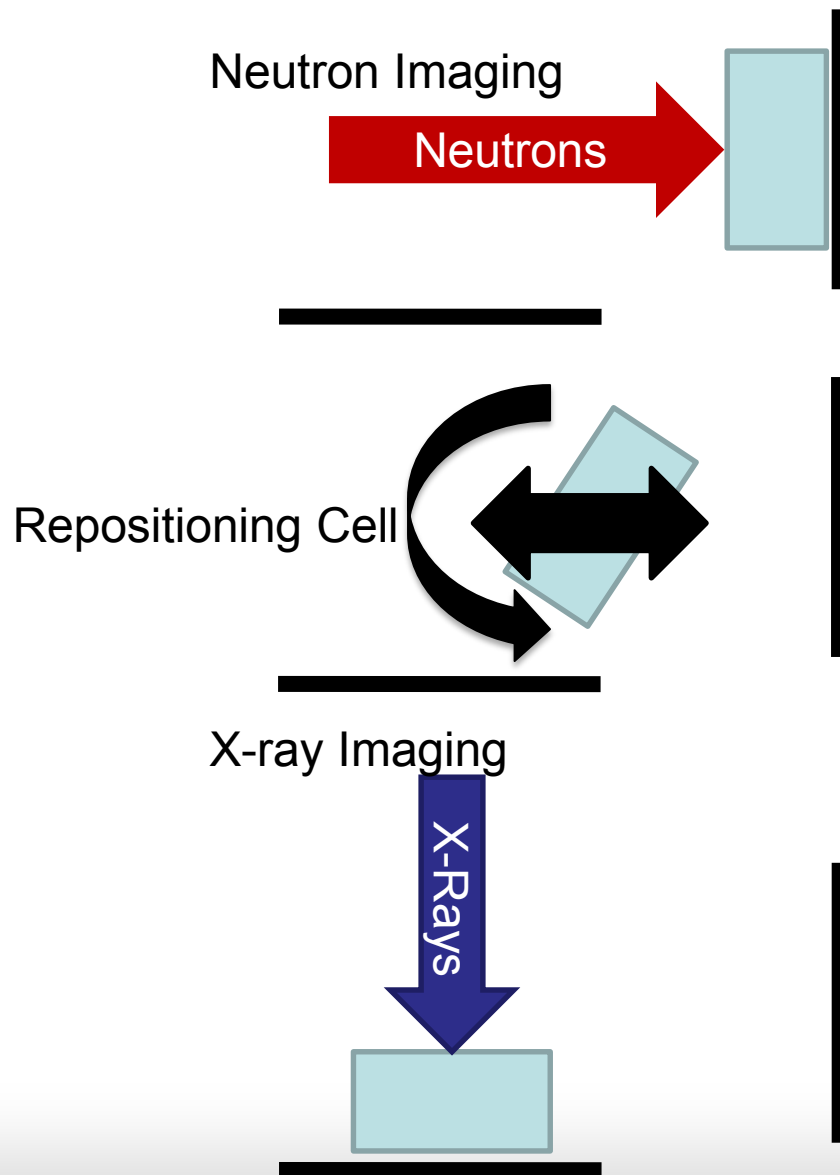 Neutron Imaging
Neutrons
Repositioning Cell
X-ray Imaging
X-Rays